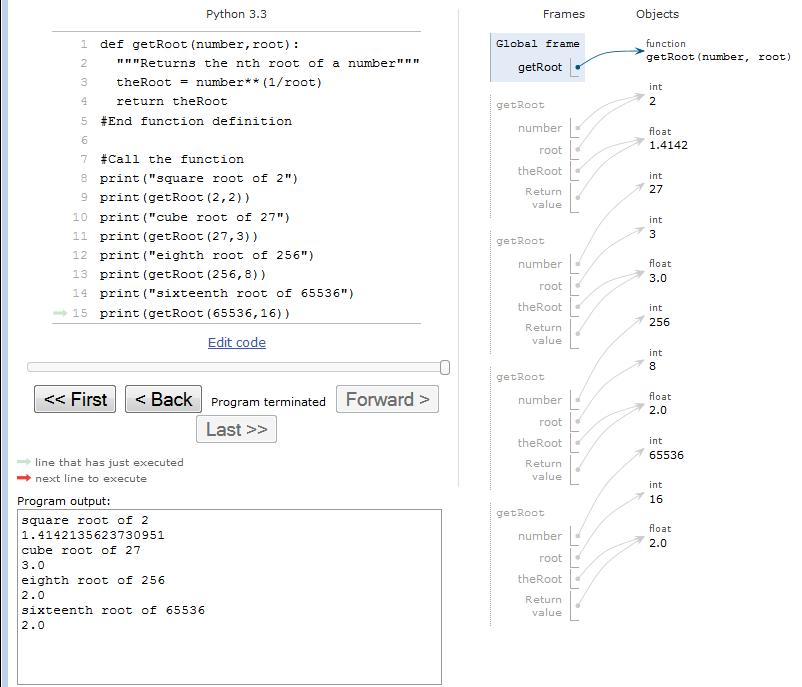 Python 3.3
1 def getRoot(number,root):
2   """Returns the nth root of a number"""
3   theRoot = number**(1/root)
4   return theRoot
5 #End function definition
6
7 #Call the function
8 print("square root of 2")
9 print(getRoot(2,2))
10 print("cube root of 27")
11 print(getRoot(27,3))
12 print("eighth root of 256")
13 print(getRoot(256,8))
14 print("sixteenth root of 65536")
15 print(getRoot(65536,16))
Edit code
<< First < Back Program terminated Forward >
Last >>
line that has just executed
next line to execute
Program output:
square root of 2
1.4142135623730951
cube root of 27
3.0
eighth root of 256
2.0
sixteenth root of 65536
2.0
Frames Objects
Global frame
getRoot
function
getRoot(number, root)
getRoot
number
root
theRoot
Return
value
int
2
float
1.4142
getRoot
number
root
theRoot
Return
value
int
27
int
3
float
3.0
getRoot
number
root
theRoot
Return
value
int
256
int
8
float
2.0
getRoot
number
root
theRoot
Return
value
int
65536
int
16
float
2.0